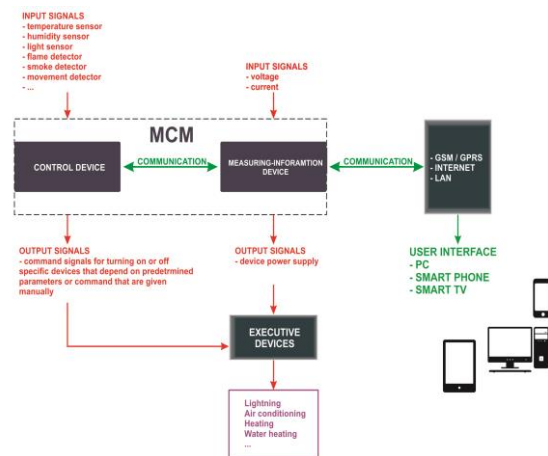 INPUT SIGNALS
- temperature sensor
- humidity sensor
- light sensor
- flame detector
- smoke detector
- movement detector
- ...
INPUT SIGNALS
- voltage
- current
MCM
CONTROL DEVICE
COMMUNICATION
MEASURING-INFORAMTION
DEVICE
COMMUNICATION
- GSM / GPRS
- INTERNET
- LAN
OUTPUT SIGNALS
- command signals for turning on or off
specific devices that depend on predetrmined
parameters or command that are given
manually
OUTPUT SIGNALS
- device power supply
USER INTERFACE
- PC
- SMART PHONE
- SMART TV
EXECUTIVE
DEVICES
Lightning
Air conditioning
Heating
Water heating
...